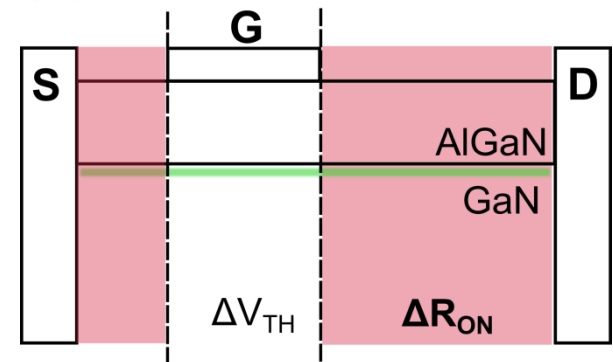 G
S
D
AlGaN
GaN
ΔV_TH
ΔR_ON